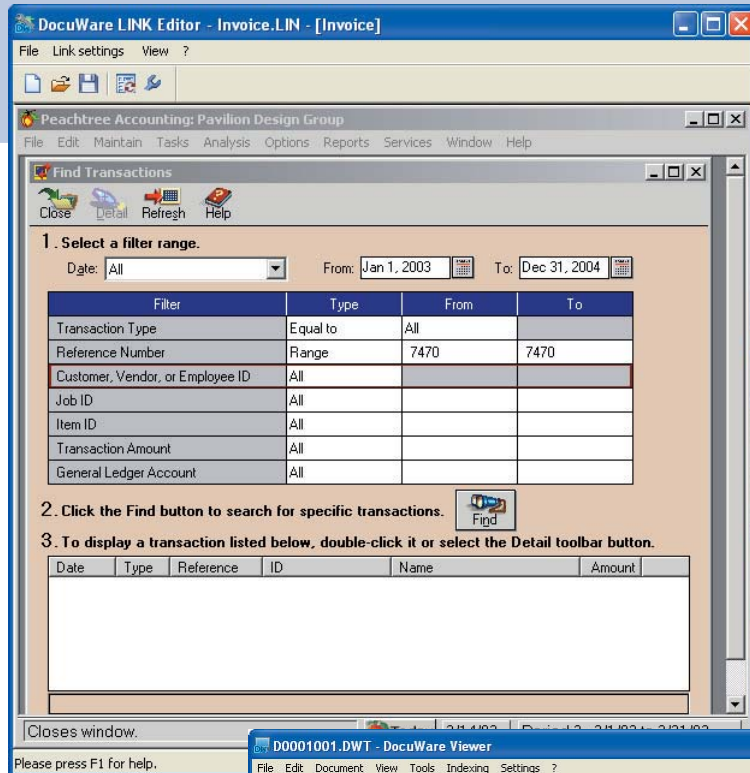 DocuWare LINK Editor - Invoice.LIN - [Invoice]
File Link settings View ?
Peachtree Accounting: Pavilion Design Group
File Edit Maintain Tasks Analysis Options Reports Services Window Help
Find Transactions
Close Detail Refresh Help
1. Select a filter range.
Date: All From: Jan 1, 2003 To: Dec 31, 2004
Filter Type From To
Transaction Type Equal to All
Reference Number Range 7470 7470
Customer, Vendor, or Employee ID All
Job ID All
Item ID All
Transaction Amount All
General Ledger Account All
2. Click the Find button to search for specific transactions. Find
3. To display a transaction listed below, double-click it or select the Detail toolbar button.
Date Type Reference ID Name Amount
Closes window.
Please press F1 for help.
D0001001.DWT - DocuWare Viewer
File Edit Document View Tools Indexing Settings ?